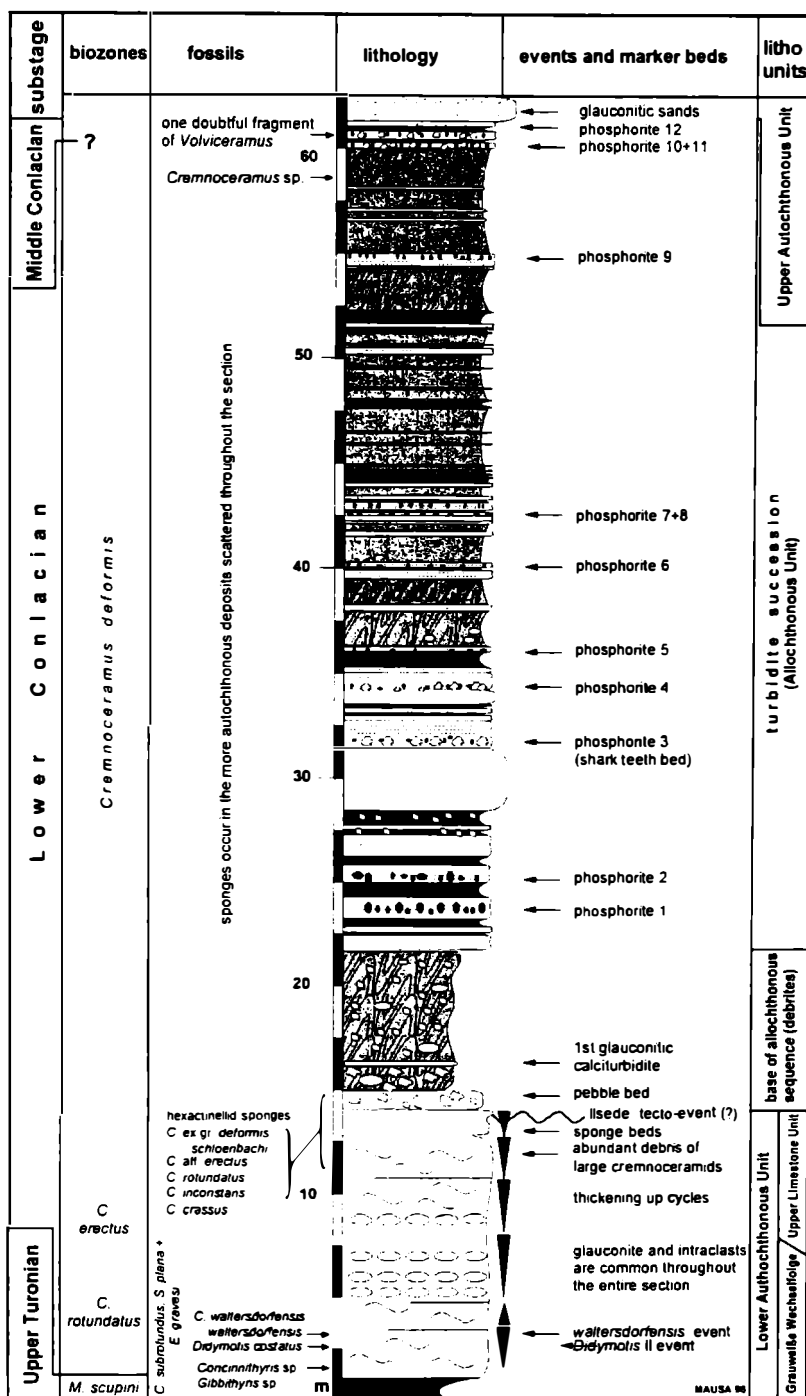 substage
biozones
fossils
lithology
events and marker beds
litho
units
Middle Coniacian
Lower Coniacian
Upper Turonian
?
Cremnoceramus deformis
C
erectus
C.
rotundatus
M. scupini
one doubtful fragment
of Volviceramus
Cremnoceramus sp.
sponges occur in the more autochthonous deposits scattered throughout the section
hexactinellid sponges
C ex gr deformis
schloenbachi
C aff erectus
C rotundatus
C inconstans
C crassus
C subrotundus, S plana +
E gravesi
C. waltersdorfensis
waltersdorfensis
Didymotis costatus
Concinnithyris sp
Gibbithyris sp
60
50
40
30
20
10
m
glauconitic sands
phosphorite 12
phosphorite 10+11
phosphorite 9
phosphorite 7+8
phosphorite 6
phosphorite 5
phosphorite 4
phosphorite 3
(shark teeth bed)
phosphorite 2
phosphorite 1
1st glauconitic
calciturbidite
pebble bed
Ilsede tecto-event (?)
sponge beds
abundant debris of
large cremnoceramids
thickening up cycles
glauconite and intraclasts
are common throughout
the entire section
waltersdorfensis event
Didymotis II event
MAUSA 96
Upper Autochthonous Unit
turbidite succession
(Allochthonous Unit)
base of allochthonous
sequence (debrites)
Lower Authochthonous Unit
Upper Limestone Unit
Grauweiße Wechselfolge